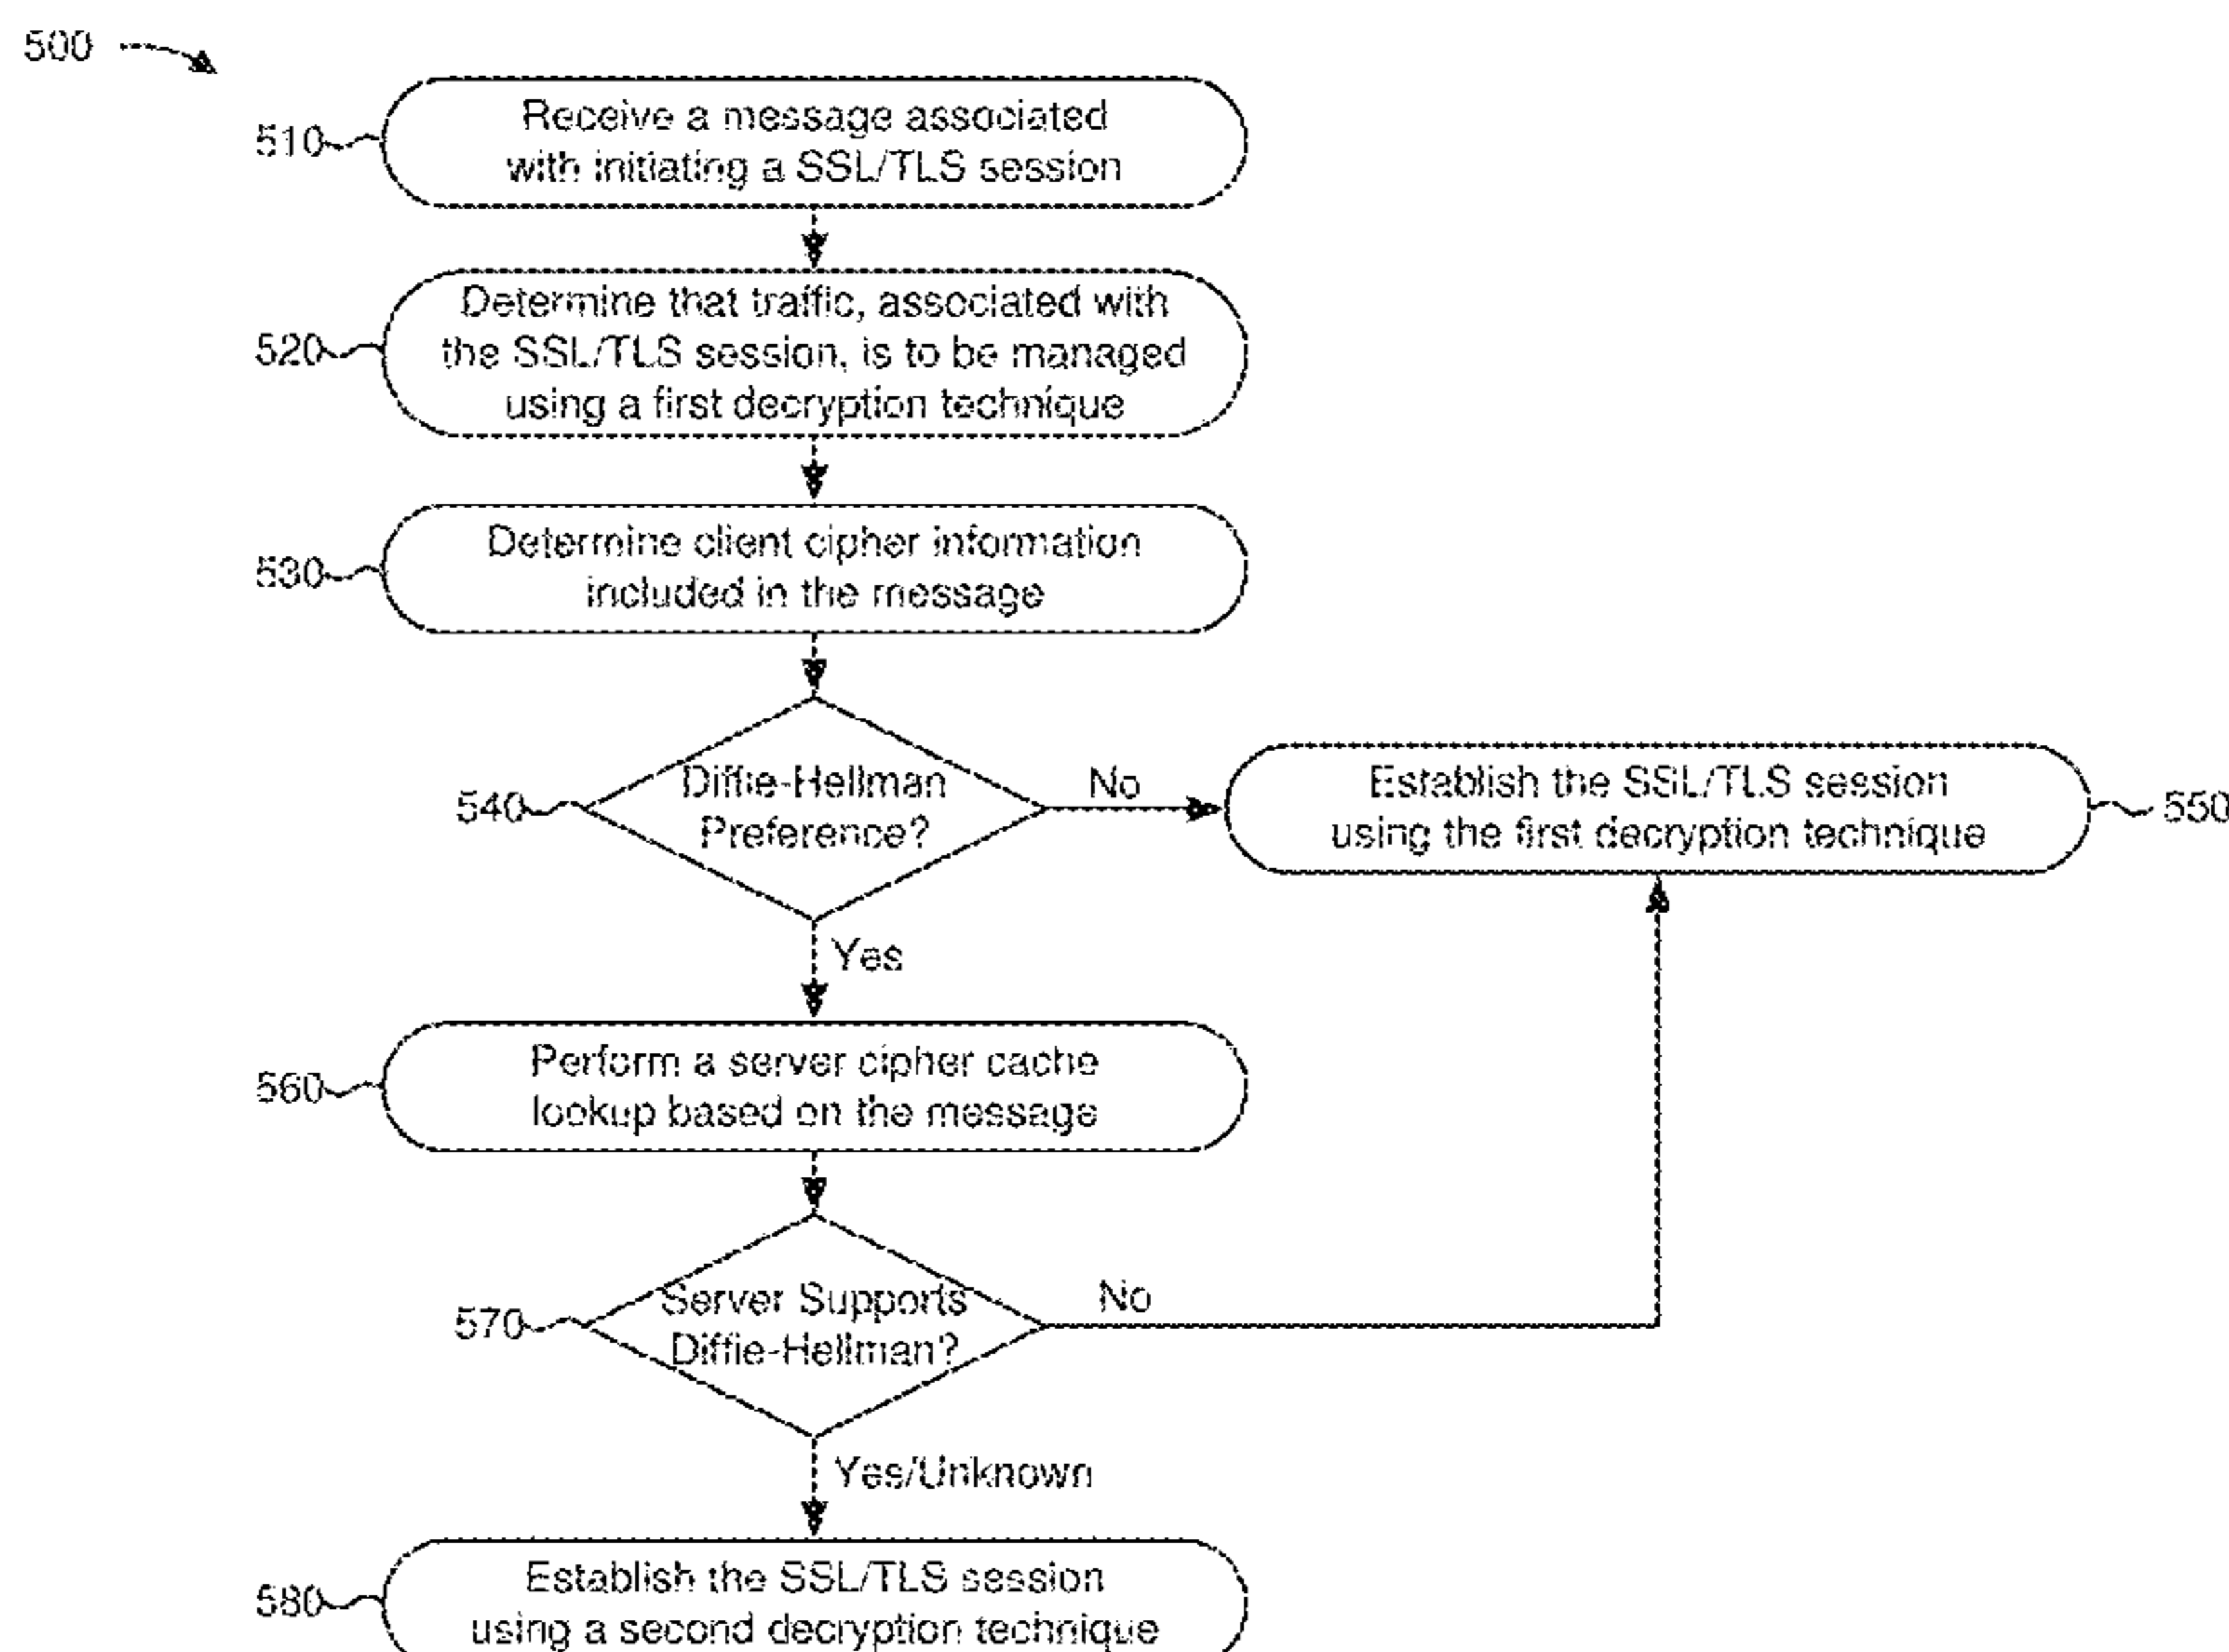 500
510
Receive a message associated
with initiating a SSL/TLS session
520
Determine that traffic, associated with
the SSL/TLS session, is to be managed
using a first decryption technique
530
Determine client cipher information
included in the message
540
Diffie-Hellman
Preference?
No
Establish the SSL/TLS session
using the first decryption technique
550
Yes
560
Perform a server cipher cache
lookup based on the message
570
Server Supports
Diffie-Hellman?
No
Yes/Unknown
580
Establish the SSL/TLS session
using a second decryption technique